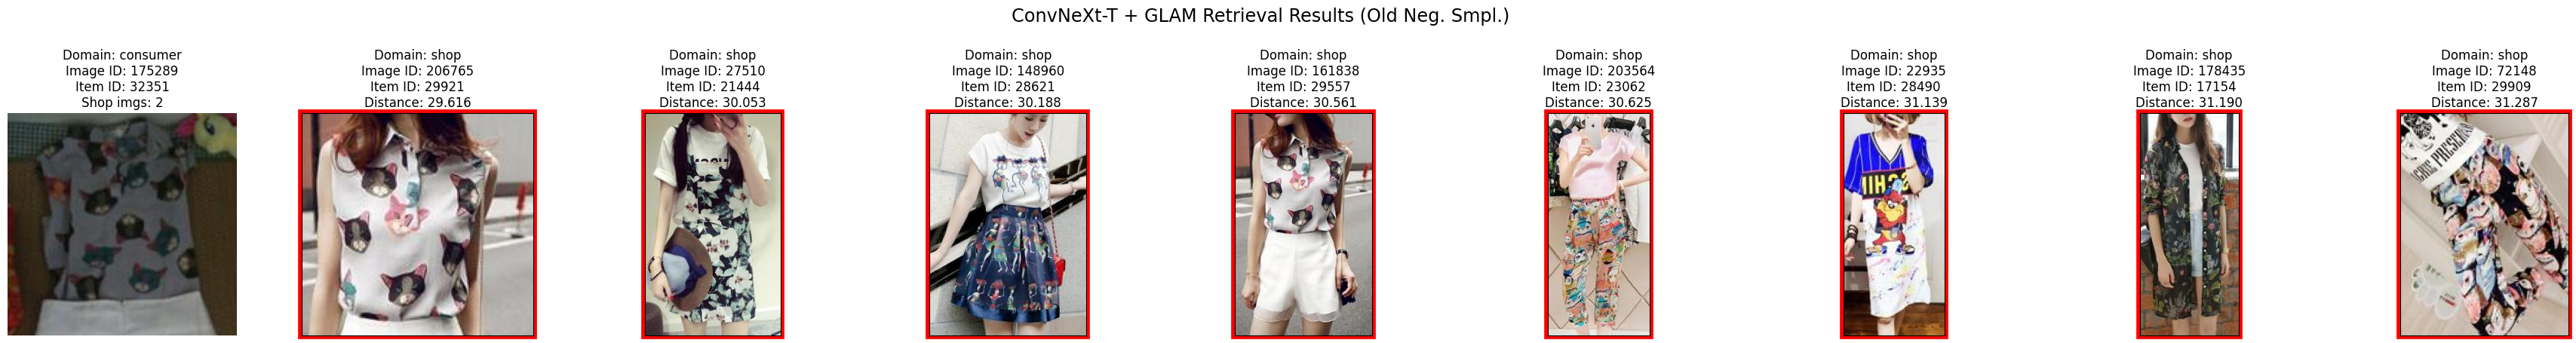 ConvNeXt-T + GLAM Retrieval Results (Old Neg. Smpl.)
Domain: consumer
Image ID: 175289
Item ID: 32351
Shop imgs: 2
Domain: shop
Image ID: 206765
Item ID: 29921
Distance: 29.616
Domain: shop
Image ID: 27510
Item ID: 21444
Distance: 30.053
Domain: shop
Image ID: 148960
Item ID: 28621
Distance: 30.188
Domain: shop
Image ID: 161838
Item ID: 29557
Distance: 30.561
Domain: shop
Image ID: 203564
Item ID: 23062
Distance: 30.625
Domain: shop
Image ID: 22935
Item ID: 28490
Distance: 31.139
Domain: shop
Image ID: 178435
Item ID: 17154
Distance: 31.190
Domain: shop
Image ID: 72148
Item ID: 29909
Distance: 31.287